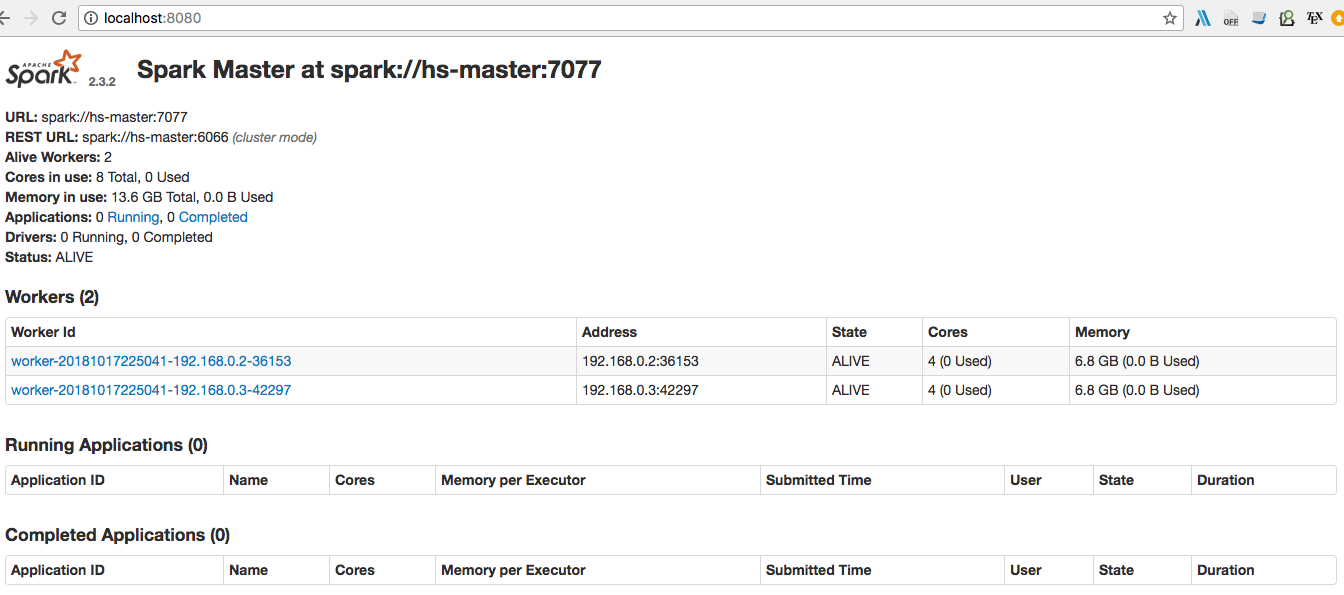 localhost:8080
OFF
TEX
APACHE
Spark 2.3.2 Spark Master at spark://hs-master:7077
URL: spark://hs-master:7077
REST URL: spark://hs-master:6066 (cluster mode)
Alive Workers: 2
Cores in use: 8 Total, 0 Used
Memory in use: 13.6 GB Total, 0.0 B Used
Applications: 0 Running, 0 Completed
Drivers: 0 Running, 0 Completed
Status: ALIVE
Workers (2)
Worker Id Address State Cores Memory
worker-20181017225041-192.168.0.2-36153 192.168.0.2:36153 ALIVE 4 (0 Used) 6.8 GB (0.0 B Used)
worker-20181017225041-192.168.0.3-42297 192.168.0.3:42297 ALIVE 4 (0 Used) 6.8 GB (0.0 B Used)
Running Applications (0)
Application ID Name Cores Memory per Executor Submitted Time User State Duration
Completed Applications (0)
Application ID Name Cores Memory per Executor Submitted Time User State Duration